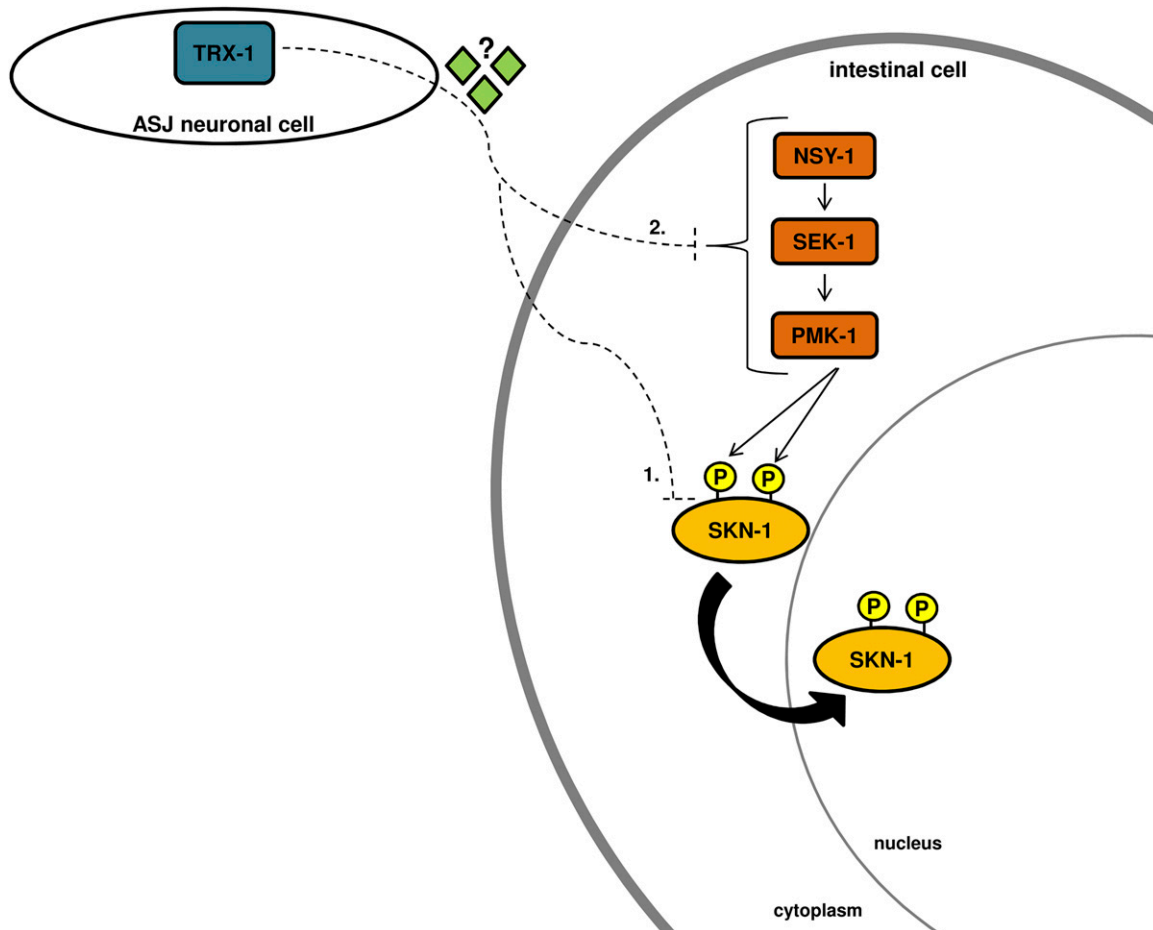 TRX-1
?
ASJ neuronal cell
intestinal cell
NSY-1
2.
SEK-1
PMK-1
1.
P P
SKN-1
P P
SKN-1
nucleus
cytoplasm